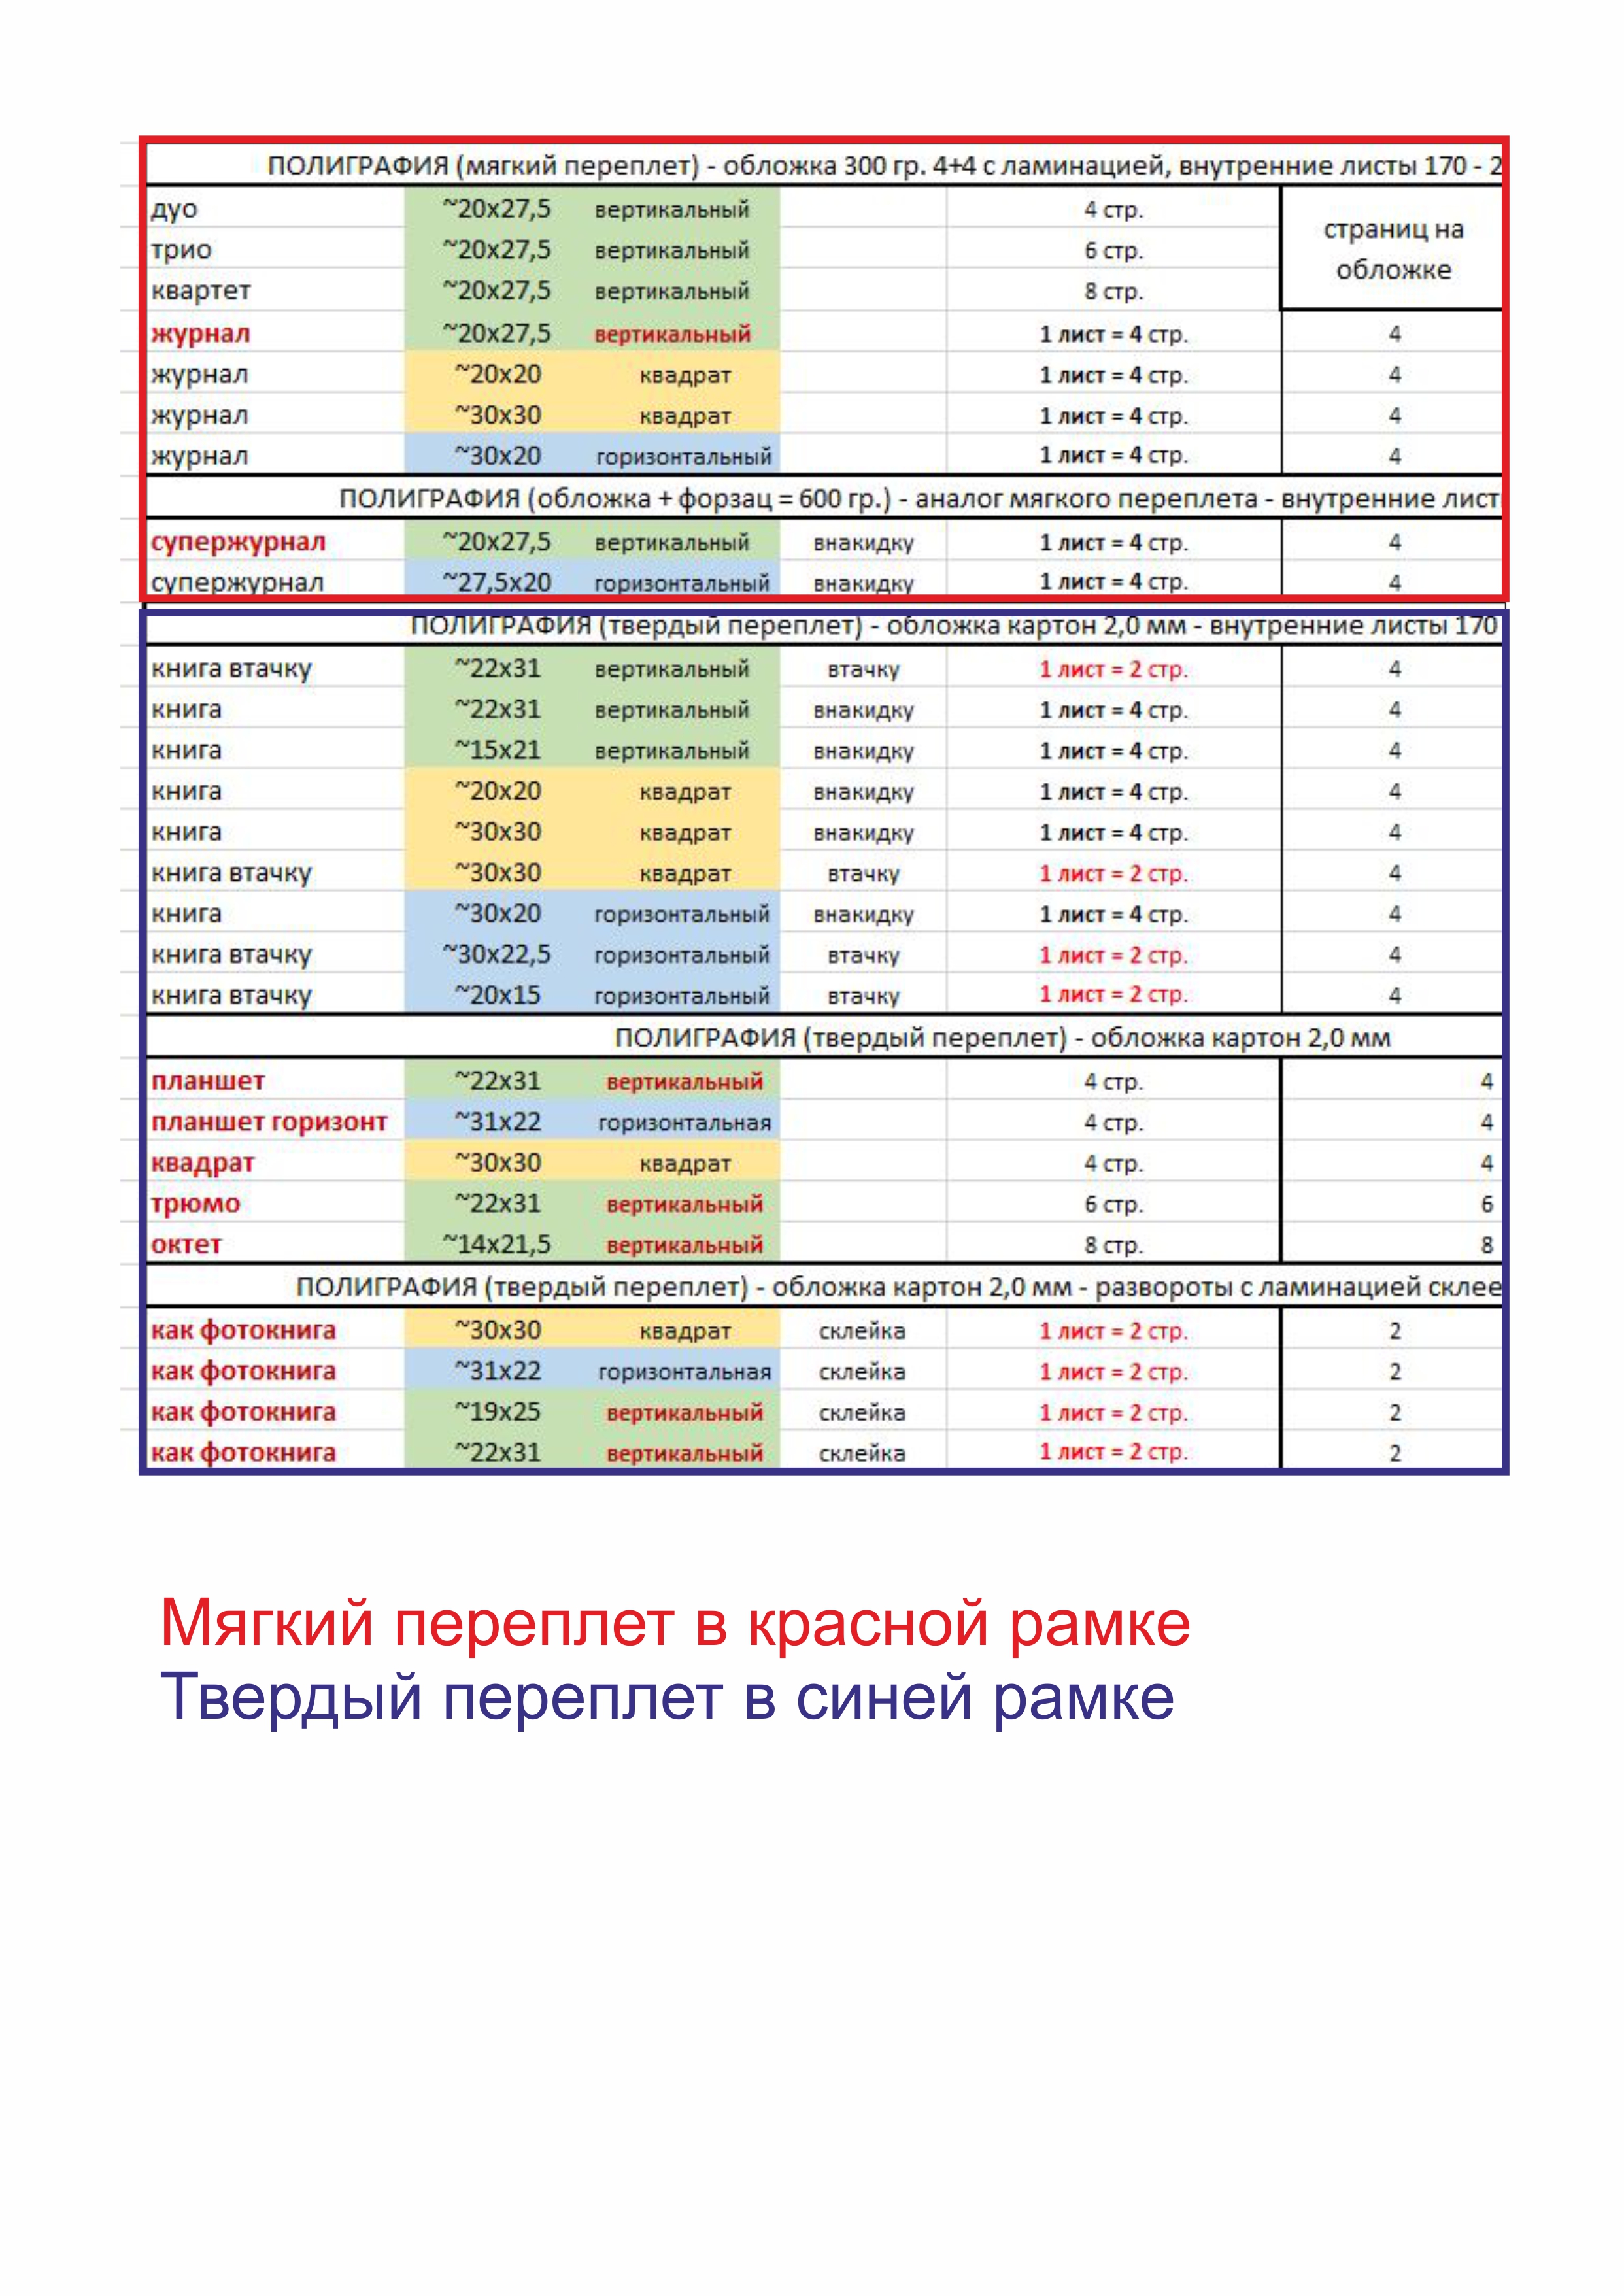 ПОЛИГРАФИЯ (мягкий переплет) - обложка 300 гр. 4+4 с ламинацией, внутренние листы 170 - 2
дуо ~20x27,5 вертикальный 4 стр. страниц на обложке
трио ~20x27,5 вертикальный 6 стр.
квартет ~20x27,5 вертикальный 8 стр.
журнал ~20x27,5 вертикальный 1 лист = 4 стр. 4
журнал ~20x20 квадрат 1 лист = 4 стр. 4
журнал ~30x30 квадрат 1 лист = 4 стр. 4
журнал ~30x20 горизонтальный 1 лист = 4 стр. 4
ПОЛИГРАФИЯ (обложка + форзац = 600 гр.) - аналог мягкого переплета - внутренние лист
супержурнал ~20x27,5 вертикальный внакидку 1 лист = 4 стр. 4
супержурнал ~27,5x20 горизонтальный внакидку 1 лист = 4 стр. 4
ПОЛИГРАФИЯ (твердый переплет) - обложка картон 2,0 мм - внутренние листы 170
книга втачку ~22x31 вертикальный втачку 1 лист = 2 стр. 4
книга ~22x31 вертикальный внакидку 1 лист = 4 стр. 4
книга ~15x21 вертикальный внакидку 1 лист = 4 стр. 4
книга ~20x20 квадрат внакидку 1 лист = 4 стр. 4
книга ~30x30 квадрат внакидку 1 лист = 4 стр. 4
книга втачку ~30x30 квадрат втачку 1 лист = 2 стр. 4
книга ~30x20 горизонтальный внакидку 1 лист = 4 стр. 4
книга втачку ~30x22,5 горизонтальный втачку 1 лист = 2 стр. 4
книга втачку ~20x15 горизонтальный втачку 1 лист = 2 стр. 4
ПОЛИГРАФИЯ (твердый переплет) - обложка картон 2,0 мм
планшет ~22x31 вертикальный 4 стр. 4
планшет горизонт ~31x22 горизонтальная 4 стр. 4
квадрат ~30x30 квадрат 4 стр. 4
трюмо ~22x31 вертикальный 6 стр. 6
октет ~14x21,5 вертикальный 8 стр. 8
ПОЛИГРАФИЯ (твердый переплет) - обложка картон 2,0 мм - развороты с ламинацией склее
как фотокнига ~30x30 квадрат склейка 1 лист = 2 стр. 2
как фотокнига ~31x22 горизонтальная склейка 1 лист = 2 стр. 2
как фотокнига ~19x25 вертикальный склейка 1 лист = 2 стр. 2
как фотокнига ~22x31 вертикальный склейка 1 лист = 2 стр. 2
Мягкий переплет в красной рамке
Твердый переплет в синей рамке